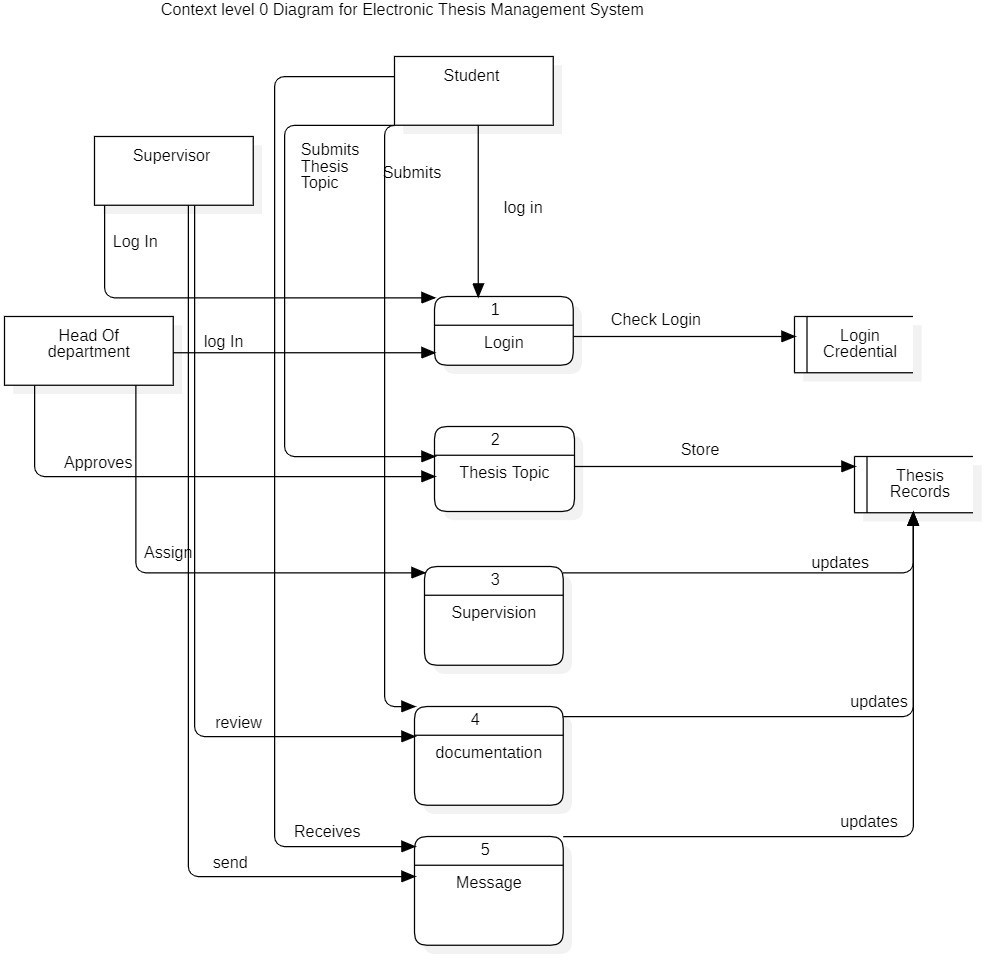 Context level 0 Diagram for Electronic Thesis Management System
Student
Supervisor
Submits
Thesis
Topic
Submits
log in
Log In
1
Login
Check Login
Login
Credential
Head Of
department
log In
2
Thesis Topic
Store
Thesis
Records
Approves
Assign
3
Supervision
updates
review
4
documentation
updates
Receives
send
5
Message
updates